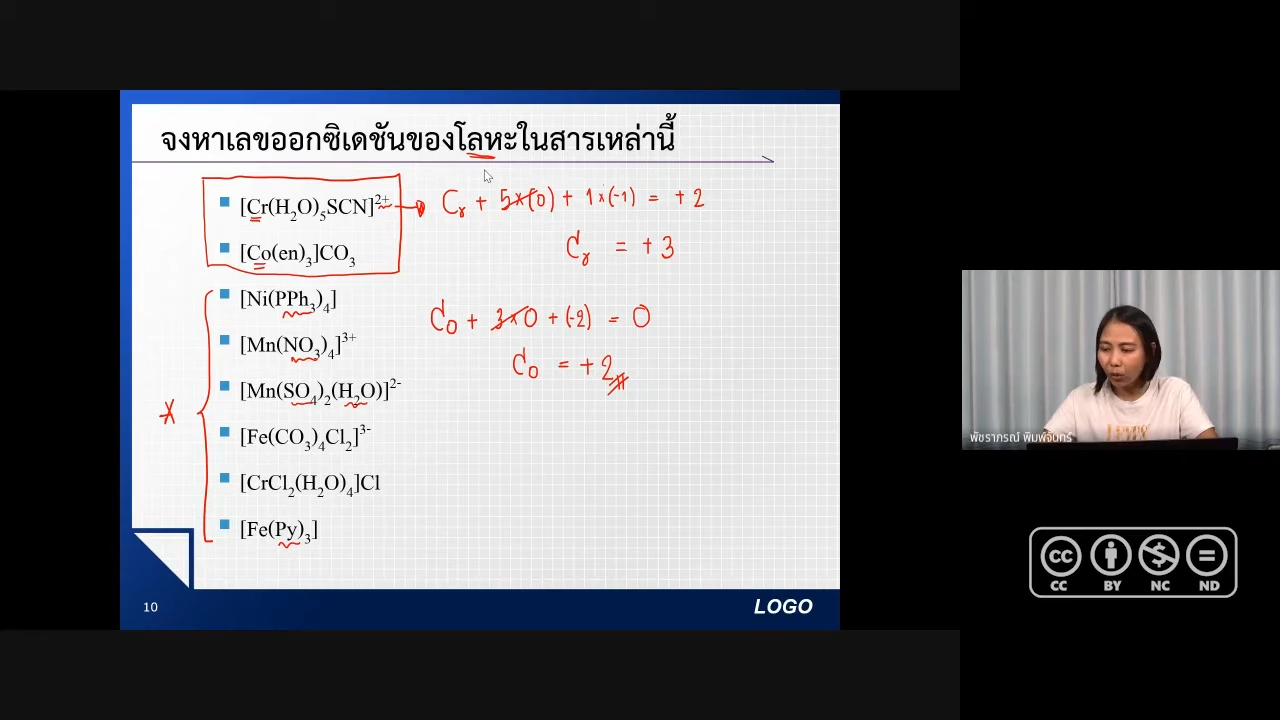 จงหาเลขออกซิเดชันของโลหะในสารเหล่านี้
[Cr(H₂O)₅SCN]²⁺ → Cr + 5×(0) + 1×(-1) = +2
Cr = +3
[Co(en)₃]CO₃
[Ni(PPh₃)₄]
Co + 3×0 + (-2) = 0
[Mn(NO₃)₄]³⁺
Co = +2
[Mn(SO₄)₂(H₂O)]²⁻
[Fe(CO₃)₄Cl₂]³⁻
[CrCl₂(H₂O)₄]Cl
[Fe(Py)₃]
10
LOGO
พัชราภรณ์ พิมพ์จันทร์
CC BY NC ND